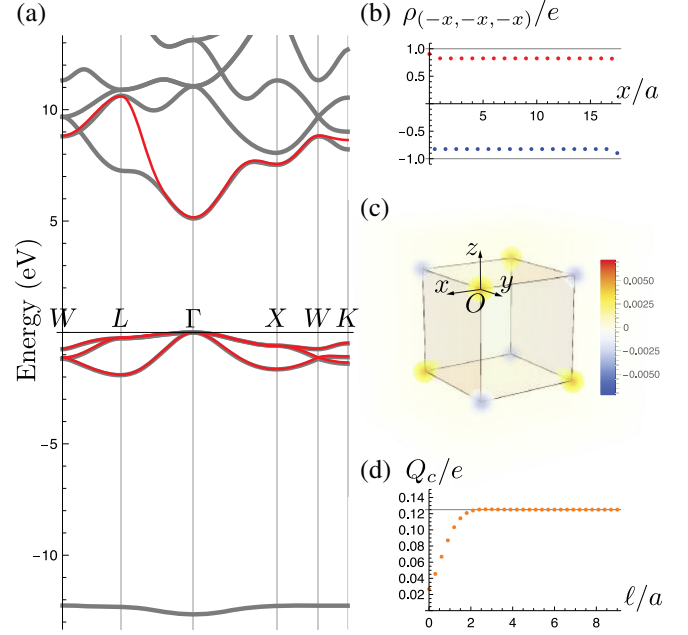 (a)
10
5
−5
−10
Energy (eV)
W L Γ X W K
(b) ρ(−x,−x,−x)/e
1.0
0.5
−0.5
−1.0
5 10 15
x/a
(c)
z
x y
O
0.0050
0.0025
0
−0.0025
−0.0050
(d) Qc/e
0.14
0.12
0.10
0.08
0.06
0.04
0.02
0 2 4 6 8
ℓ/a